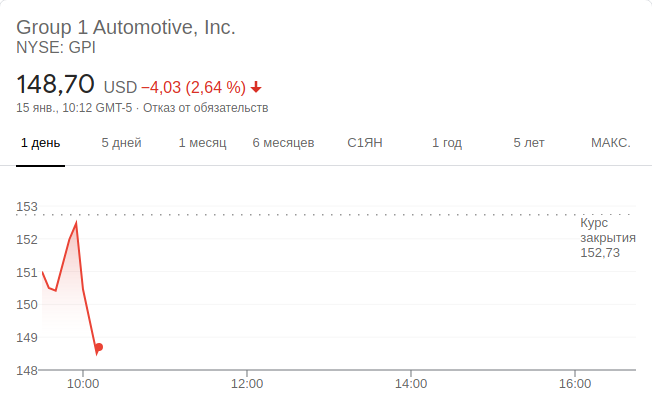 Group 1 Automotive, Inc.
NYSE: GPI
148,70 USD −4,03 (2,64 %)
15 янв., 10:12 GMT-5 · Отказ от обязательств
1 день 5 дней 1 месяц 6 месяцев С1ЯН 1 год 5 лет МАКС.
153
152
151
150
149
148
Курс
закрытия
152,73
10:00 12:00 14:00 16:00